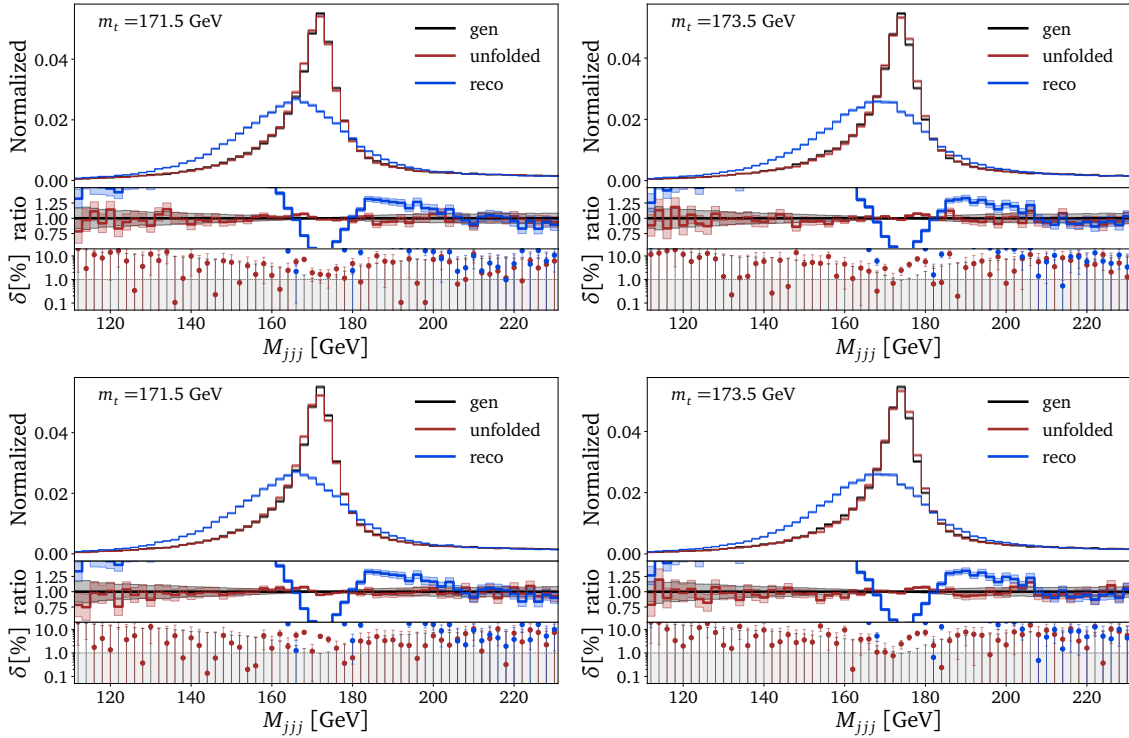 m_t =171.5 GeV
gen
unfolded
reco
Normalized
0.04
0.02
0.00
ratio
1.25
1.00
0.75
δ[%]
10.0
1.0
0.1
120 140 160 180 200 220
M_jjj [GeV]
m_t =173.5 GeV
gen
unfolded
reco
Normalized
0.04
0.02
0.00
ratio
1.25
1.00
0.75
δ[%]
10.0
1.0
0.1
120 140 160 180 200 220
M_jjj [GeV]
m_t =171.5 GeV
gen
unfolded
reco
Normalized
0.04
0.02
0.00
ratio
1.25
1.00
0.75
δ[%]
10.0
1.0
0.1
120 140 160 180 200 220
M_jjj [GeV]
m_t =173.5 GeV
gen
unfolded
reco
Normalized
0.04
0.02
0.00
ratio
1.25
1.00
0.75
δ[%]
10.0
1.0
0.1
120 140 160 180 200 220
M_jjj [GeV]